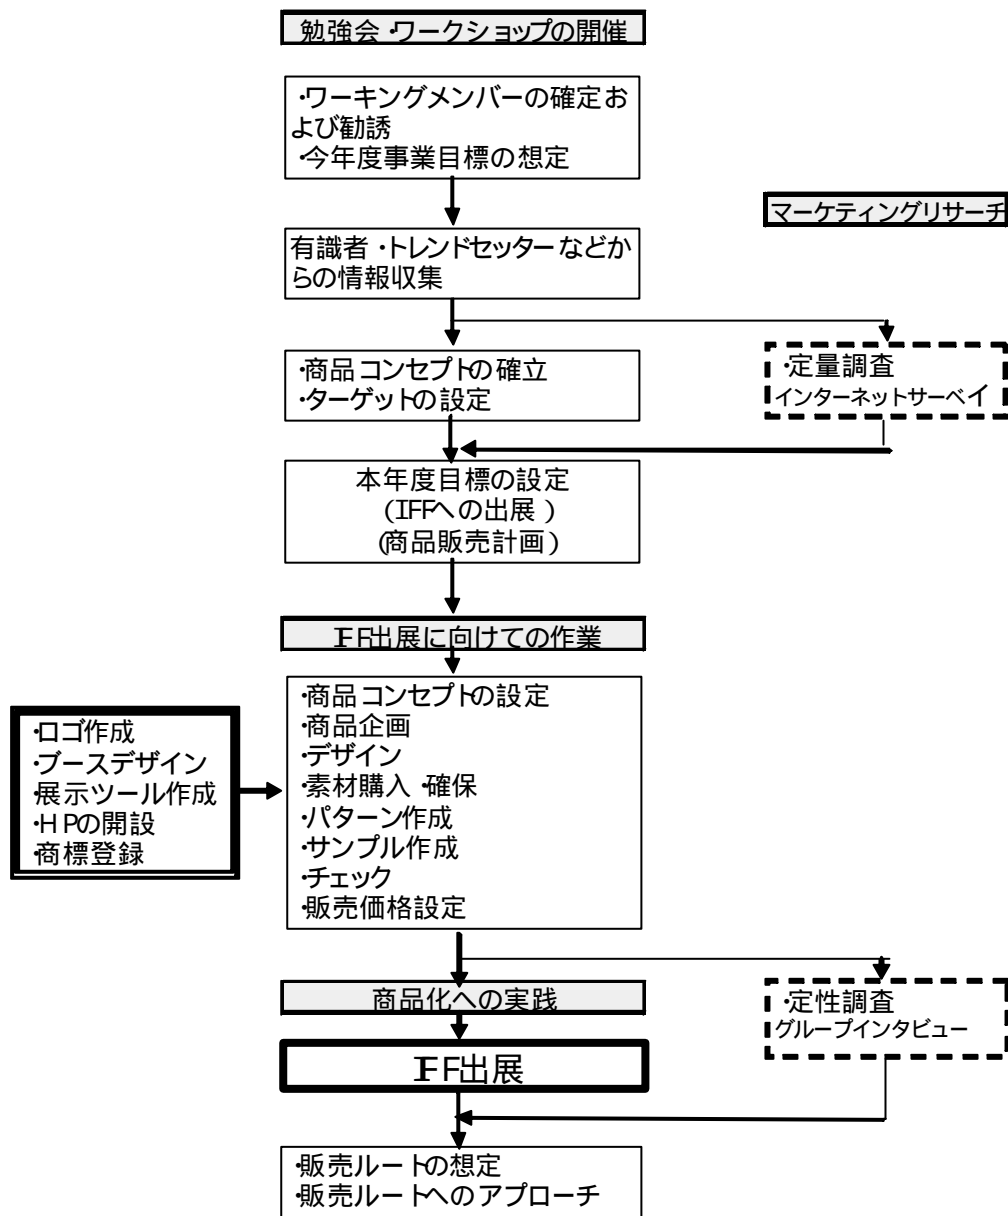 勉強会・ワークショップの開催
・ワーキングメンバーの確定お
よび勧誘
・今年度事業目標の想定
マーケティングリサーチ
有識者・トレンドセッターなどか
らの情報収集
・商品コンセプトの確立
・ターゲットの設定
・定量調査
インターネットサーベイ
本年度目標の設定
(IFFへの出展)
(商品販売計画)
IFF出展に向けての作業
・ロゴ作成
・ブースデザイン
・展示ツール作成
・HPの開設
・商標登録
・商品コンセプトの設定
・商品企画
・デザイン
・素材購入・確保
・パターン作成
・サンプル作成
・チェック
・販売価格設定
商品化への実践
・定性調査
グループインタビュー
IFF出展
・販売ルートの想定
・販売ルートへのアプローチ